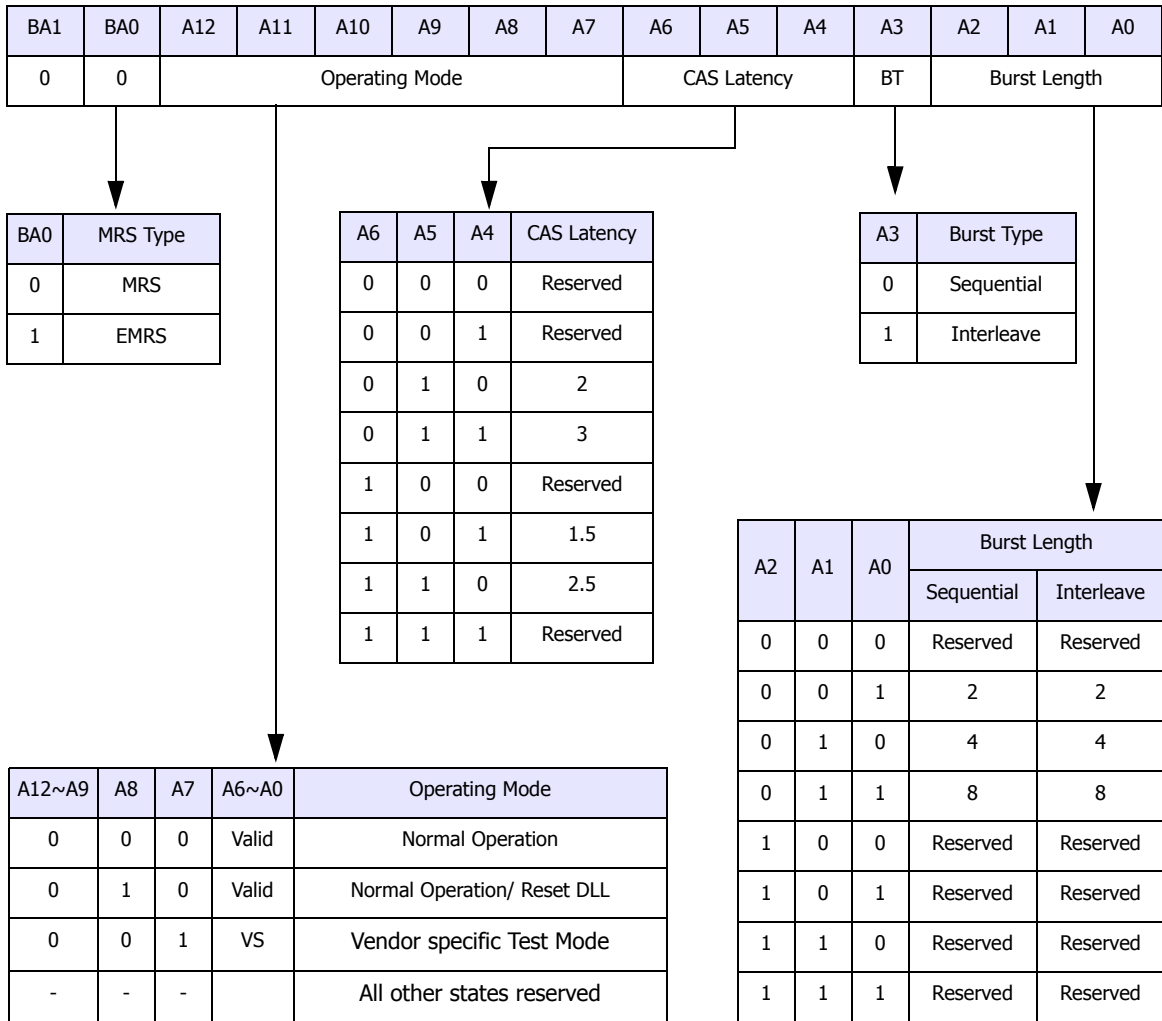 BA1 BA0 A12 A11 A10 A9 A8 A7 A6 A5 A4 A3 A2 A1 A0
0 0 Operating Mode CAS Latency BT Burst Length
BA0 MRS Type
0 MRS
1 EMRS
A6 A5 A4 CAS Latency
0 0 0 Reserved
0 0 1 Reserved
0 1 0 2
0 1 1 3
1 0 0 Reserved
1 0 1 1.5
1 1 0 2.5
1 1 1 Reserved
A3 Burst Type
0 Sequential
1 Interleave
A2 A1 A0 Burst Length
Sequential Interleave
0 0 0 Reserved Reserved
0 0 1 2 2
0 1 0 4 4
0 1 1 8 8
1 0 0 Reserved Reserved
1 0 1 Reserved Reserved
1 1 0 Reserved Reserved
1 1 1 Reserved Reserved
A12~A9 A8 A7 A6~A0 Operating Mode
0 0 0 Valid Normal Operation
0 1 0 Valid Normal Operation/ Reset DLL
0 0 1 VS Vendor specific Test Mode
- - - All other states reserved